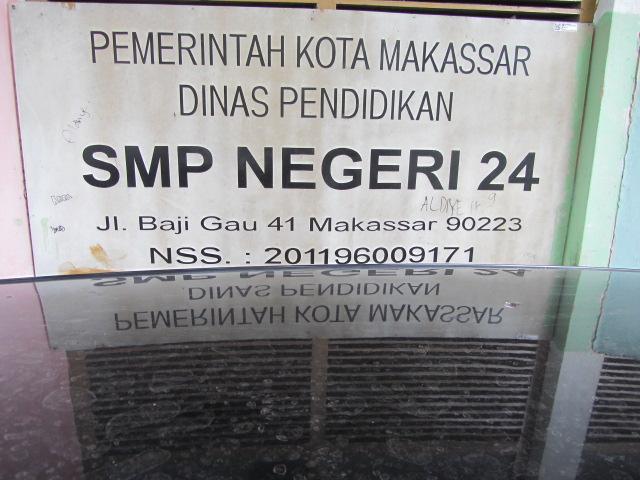 PEMERINTAH KOTA MAKASSAR
DINAS PENDIDIKAN
SMP NEGERI 24
Jl. Baji Gau 41 Makassar 90223
NSS. : 201196009171